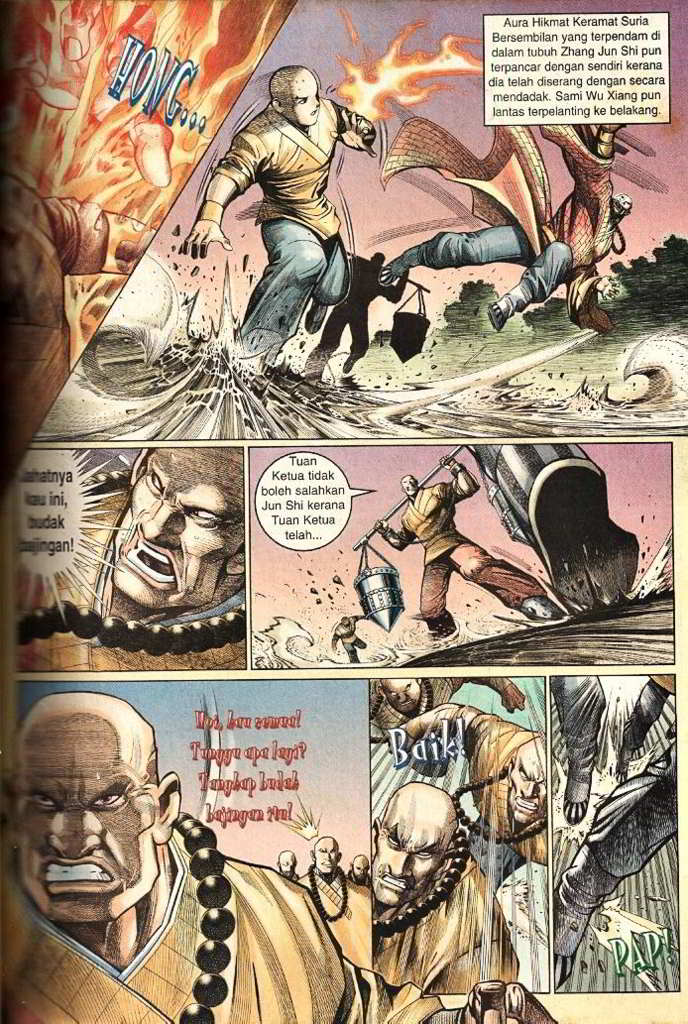 HONG...
Aura Hikmat Keramat Suria
Bersembilan yang terpendam di
dalam tubuh Zhang Jun Shi pun
terpancar dengan sendiri kerana
dia telah diserang dengan secara
mendadak. Sami Wu Xiang pun
lantas terpelanting ke belakang.
kau ini,
budak
bajingan!
Tuan
Ketua tidak
boleh salahkan
Jun Shi kerana
Tuan Ketua
telah...
Hoi, kau semua!
Tunggu apa lagi?
Tangkap budak
bajingan itu!
Baik!
PAP!